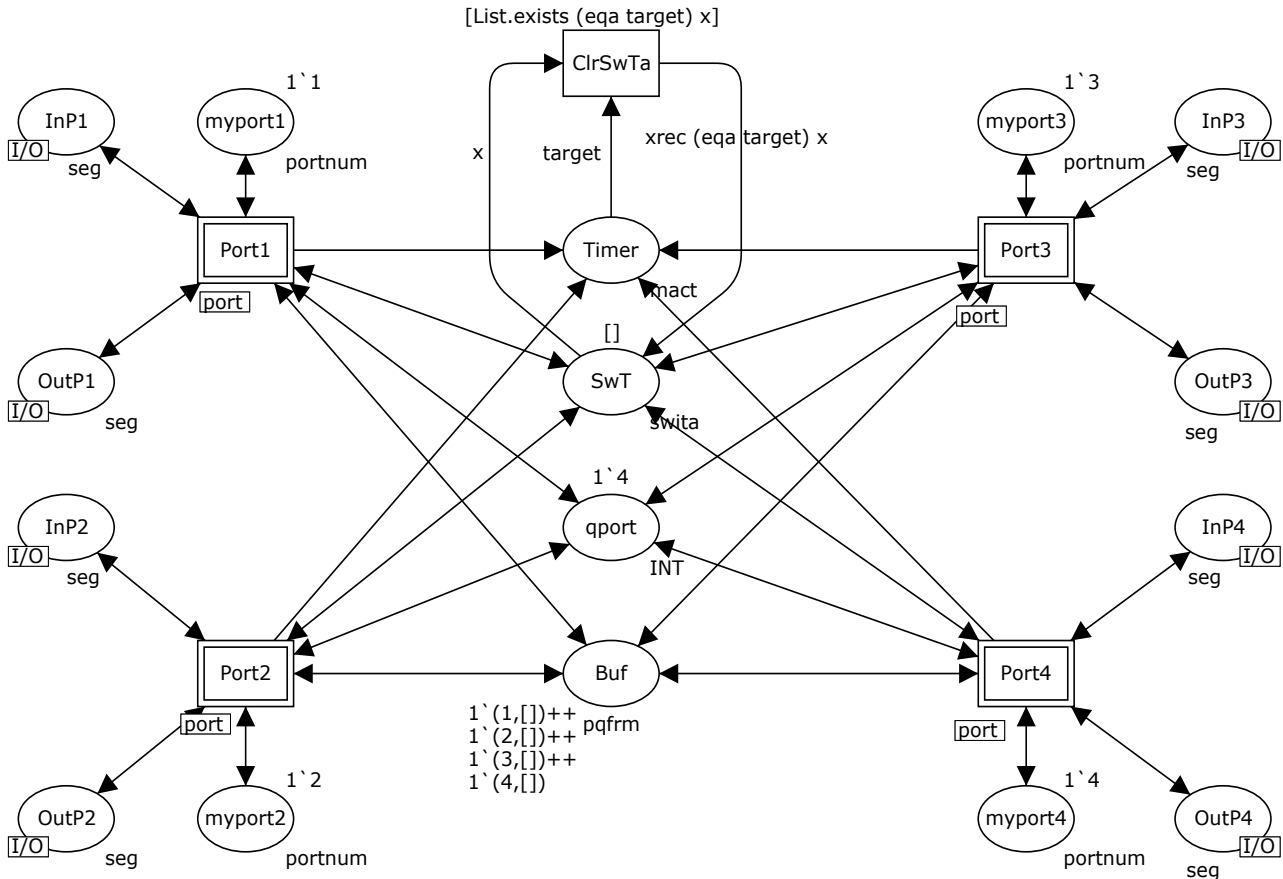 [List.exists (eqa target) x]
ClrSwTa
1`1
1`3
InP1
myport1
myport3
InP3
I/O
I/O
x
target
xrec (eqa target) x
seg
portnum
portnum
seg
Port1
Timer
Port3
port
mact
port
[]
OutP1
SwT
OutP3
I/O
I/O
seg
swita
seg
1`4
InP2
qport
InP4
I/O
I/O
seg
INT
seg
Port2
Buf
Port4
port
1`(1,[])++
pqfrm
port
1`(2,[])++
1`(3,[])++
1`(4,[])
1`2
1`4
OutP2
myport2
myport4
OutP4
I/O
I/O
seg
portnum
portnum
seg